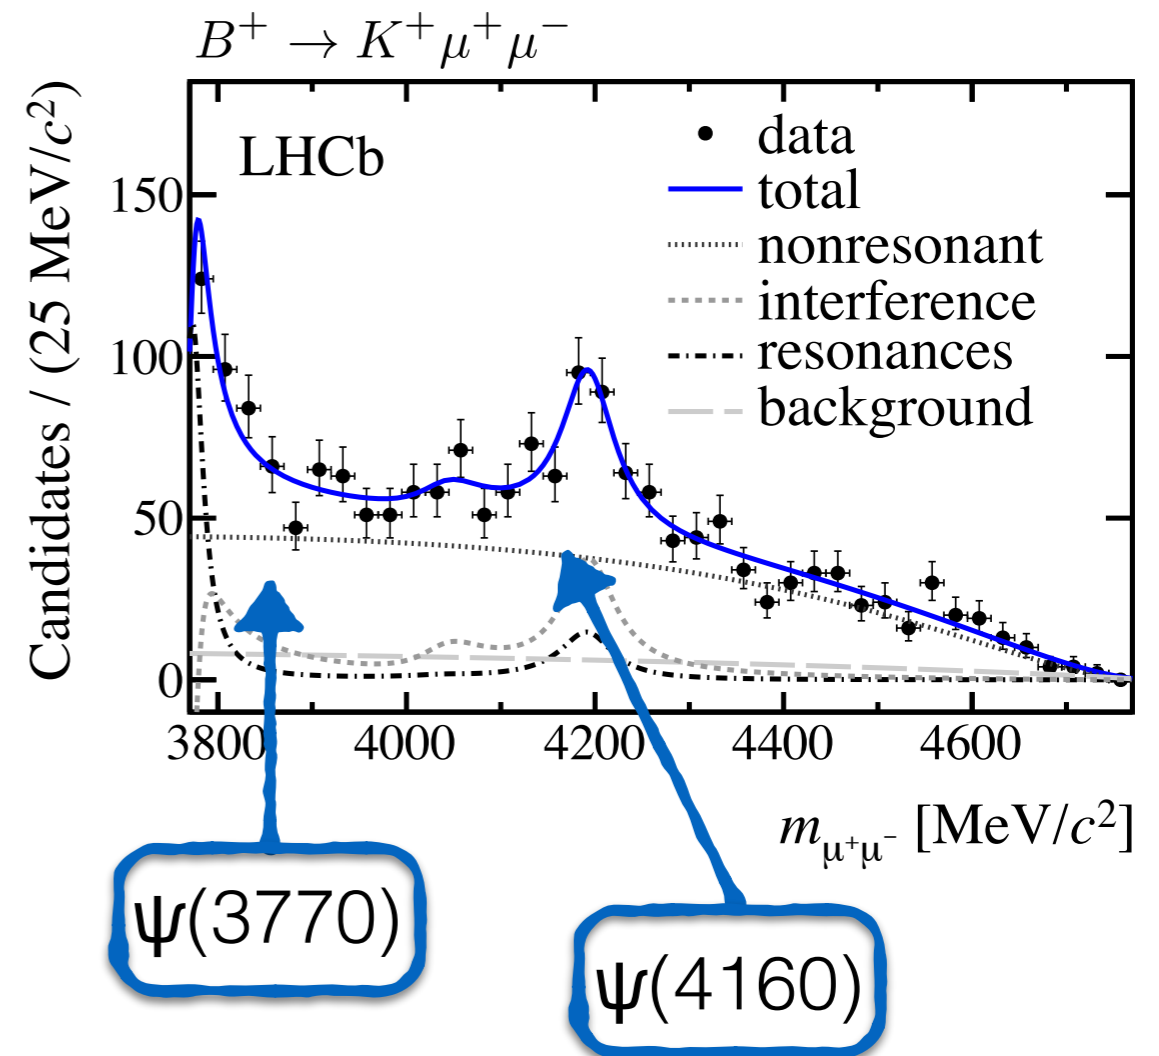 B⁺ → K⁺μ⁺μ⁻
LHCb
data
total
nonresonant
interference
resonances
background
Candidates / (25 MeV/c²)
150
100
50
0
3800 4000 4200 4400 4600
m_μ⁺μ⁻ [MeV/c²]
ψ(3770)
ψ(4160)